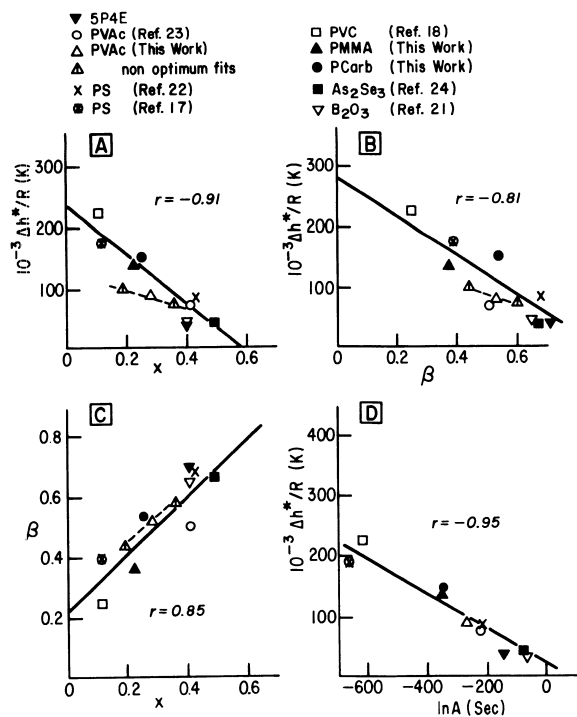 ▼ 5P4E
○ PVAc (Ref. 23)
△ PVAc (This Work)
non optimum fits
x PS (Ref. 22)
PS (Ref. 17)
□ PVC (Ref. 18)
▲ PMMA (This Work)
● PCarb (This Work)
■ As₂Se₃ (Ref. 24)
▽ B₂O₃ (Ref. 21)
A
10⁻³ Δh*/R (K)
300
200
100
0 0.2 0.4 0.6
x
r = –0.91
B
10⁻³ Δh*/R (K)
300
200
100
0 0.2 0.4 0.6
β
r = –0.81
C
β
0.8
0.6
0.4
0.2
0 0.2 0.4 0.6
x
r = 0.85
D
10⁻³ Δh*/R (K)
400
300
200
100
–600 –400 –200 0
lnA (Sec)
r = –0.95